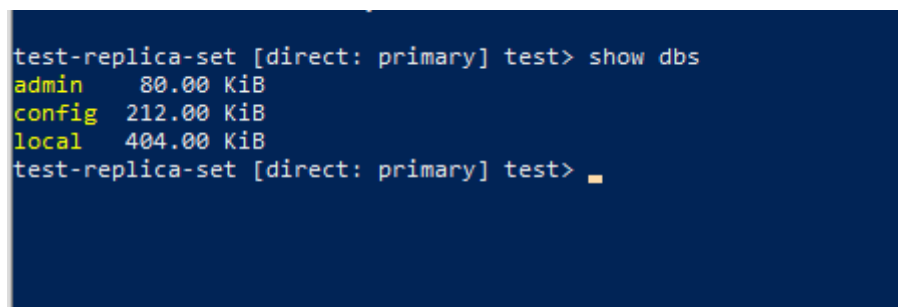 test-replica-set [direct: primary] test> show dbs
admin    80.00 KiB
config  212.00 KiB
local   404.00 KiB
test-replica-set [direct: primary] test>